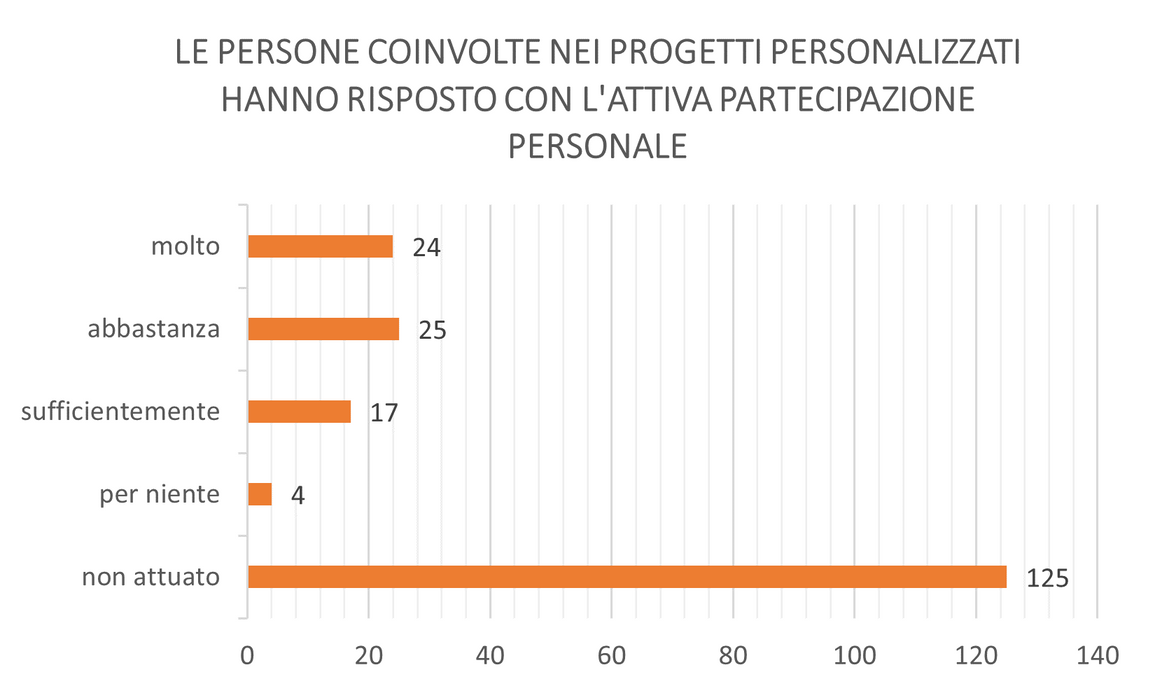 LE PERSONE COINVOLTE NEI PROGETTI PERSONALIZZATI
HANNO RISPOSTO CON L'ATTIVA PARTECIPAZIONE
PERSONALE
molto 24
abbastanza 25
sufficientemente 17
per niente 4
non attuato 125
0 20 40 60 80 100 120 140